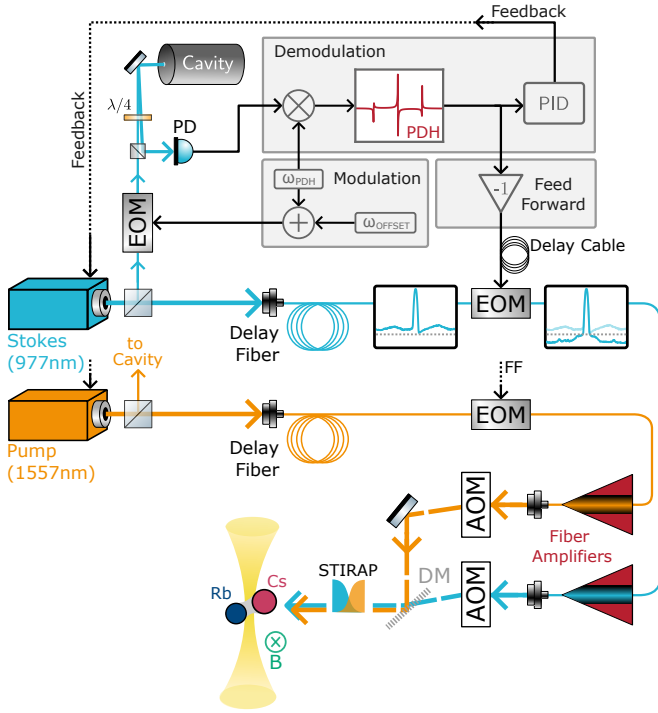 Feedback
Demodulation
Cavity
λ/4
PD
PDH
PID
Feedback
ω_PDH
Modulation
-1
Feed
Forward
EOM
ω_OFFSET
Delay Cable
EOM
Stokes
(977nm)
Delay
Fiber
to
Cavity
FF
EOM
Pump
(1557nm)
Delay
Fiber
AOM
Fiber
Amplifiers
STIRAP
DM
AOM
Cs
Rb
B